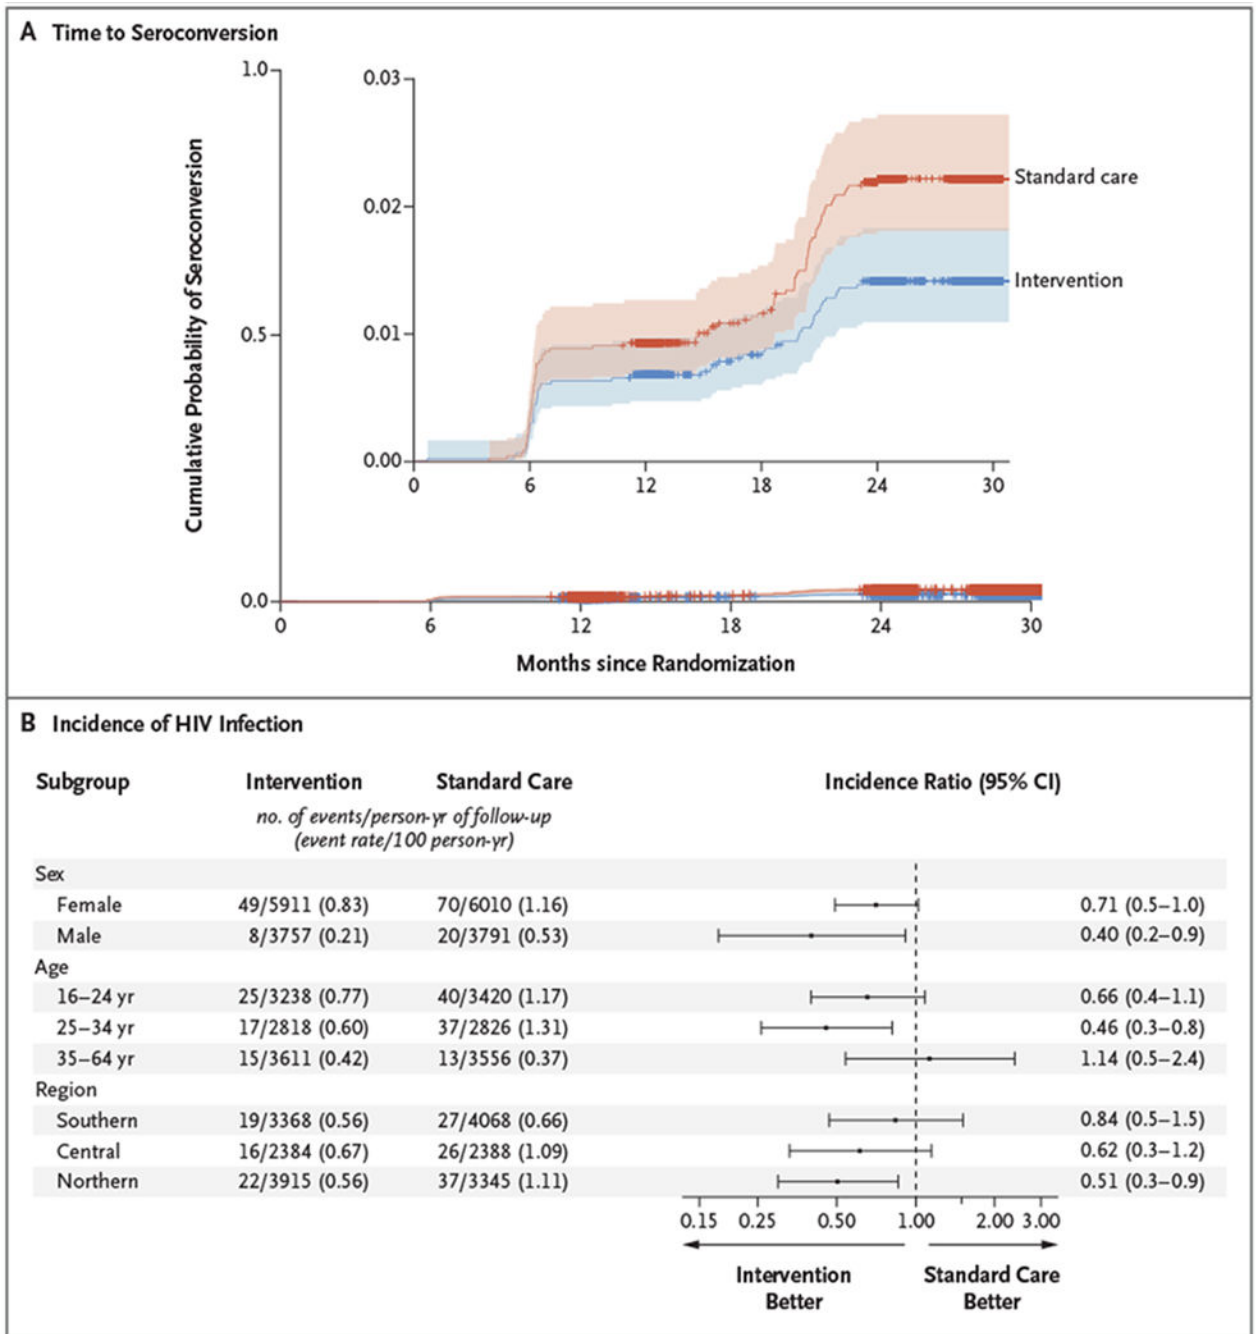 A Time to Seroconversion
1.0
0.5
0.0
Cumulative Probability of Seroconversion
0.03
0.02
0.01
0.00
0 6 12 18 24 30
Standard care
Intervention
0 6 12 18 24 30
Months since Randomization
B Incidence of HIV Infection
Subgroup Intervention Standard Care Incidence Ratio (95% CI)
no. of events/person-yr of follow-up
(event rate/100 person-yr)
Sex
Female 49/5911 (0.83) 70/6010 (1.16) 0.71 (0.5–1.0)
Male 8/3757 (0.21) 20/3791 (0.53) 0.40 (0.2–0.9)
Age
16–24 yr 25/3238 (0.77) 40/3420 (1.17) 0.66 (0.4–1.1)
25–34 yr 17/2818 (0.60) 37/2826 (1.31) 0.46 (0.3–0.8)
35–64 yr 15/3611 (0.42) 13/3556 (0.37) 1.14 (0.5–2.4)
Region
Southern 19/3368 (0.56) 27/4068 (0.66) 0.84 (0.5–1.5)
Central 16/2384 (0.67) 26/2388 (1.09) 0.62 (0.3–1.2)
Northern 22/3915 (0.56) 37/3345 (1.11) 0.51 (0.3–0.9)
0.15 0.25 0.50 1.00 2.00 3.00
Intervention Standard Care
Better Better